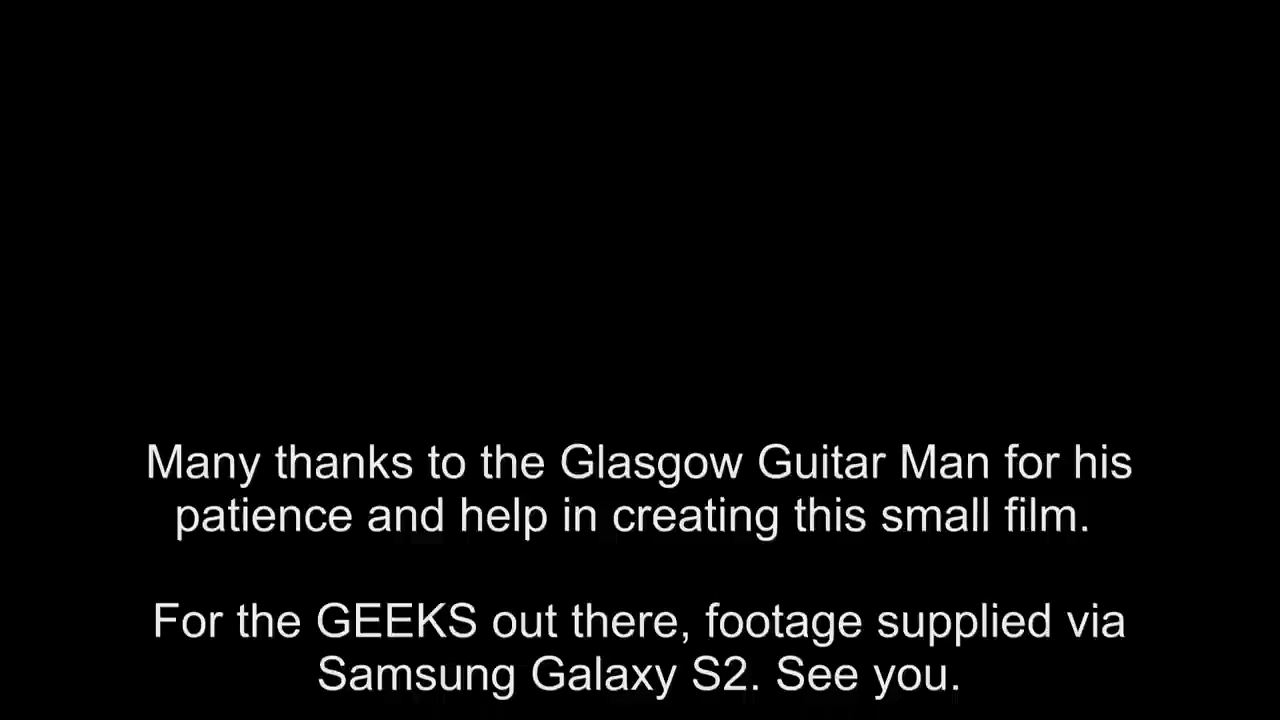 Many thanks to the Glasgow Guitar Man for his
patience and help in creating this small film.
For the GEEKS out there, footage supplied via
Samsung Galaxy S2. See you.